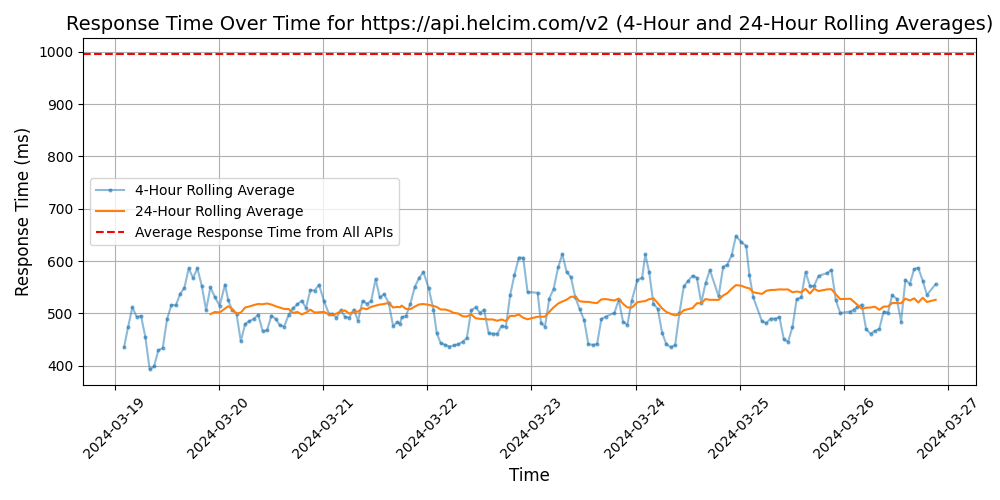 Response Time Over Time for https://api.helcim.com/v2 (4-Hour and 24-Hour Rolling Averages)
Response Time (ms)
1000
900
800
700
600
500
400
4-Hour Rolling Average
24-Hour Rolling Average
Average Response Time from All APIs
2024-03-19
2024-03-20
2024-03-21
2024-03-22
2024-03-23
2024-03-24
2024-03-25
2024-03-26
2024-03-27
Time